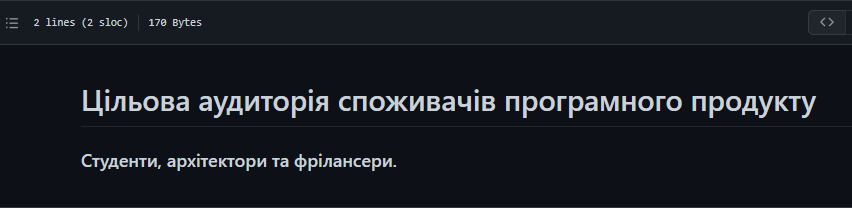 2 lines (2 sloc) 170 Bytes
Цільова аудиторія споживачів програмного продукту
Студенти, архітектори та фрілансери.